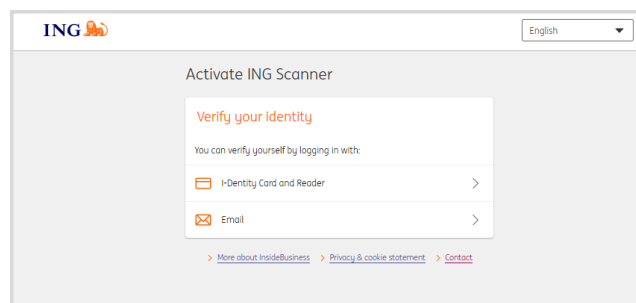 ING
English
Activate ING Scanner
Verify your identity
You can verify yourself by logging in with:
I-Dentity Card and Reader
Email
More about InsideBusiness Privacy & cookie statement Contact